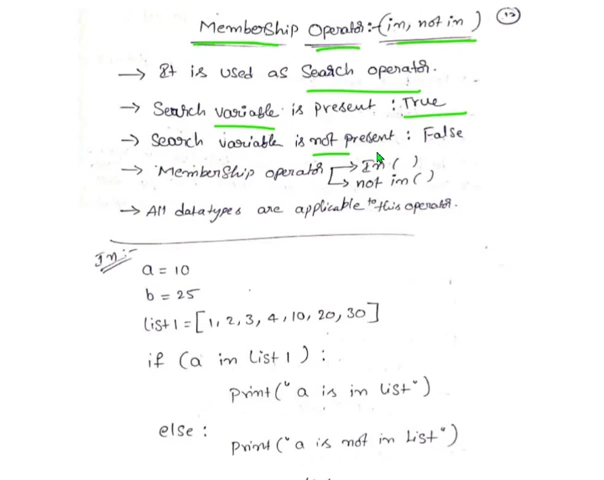 Membership Operator:-(in, not in) 13
→ It is used as Search operator.
→ Search variable is present : True
→ Search variable is not present : False
→ Membership operator → In ( )
→ not in ( )
→ All datatypes are applicable to this operator.
In:-
a = 10
b = 25
list1 = [1, 2, 3, 4, 10, 20, 30]
if (a in list1) :
Print("a is in list")
else :
Print("a is not in list")